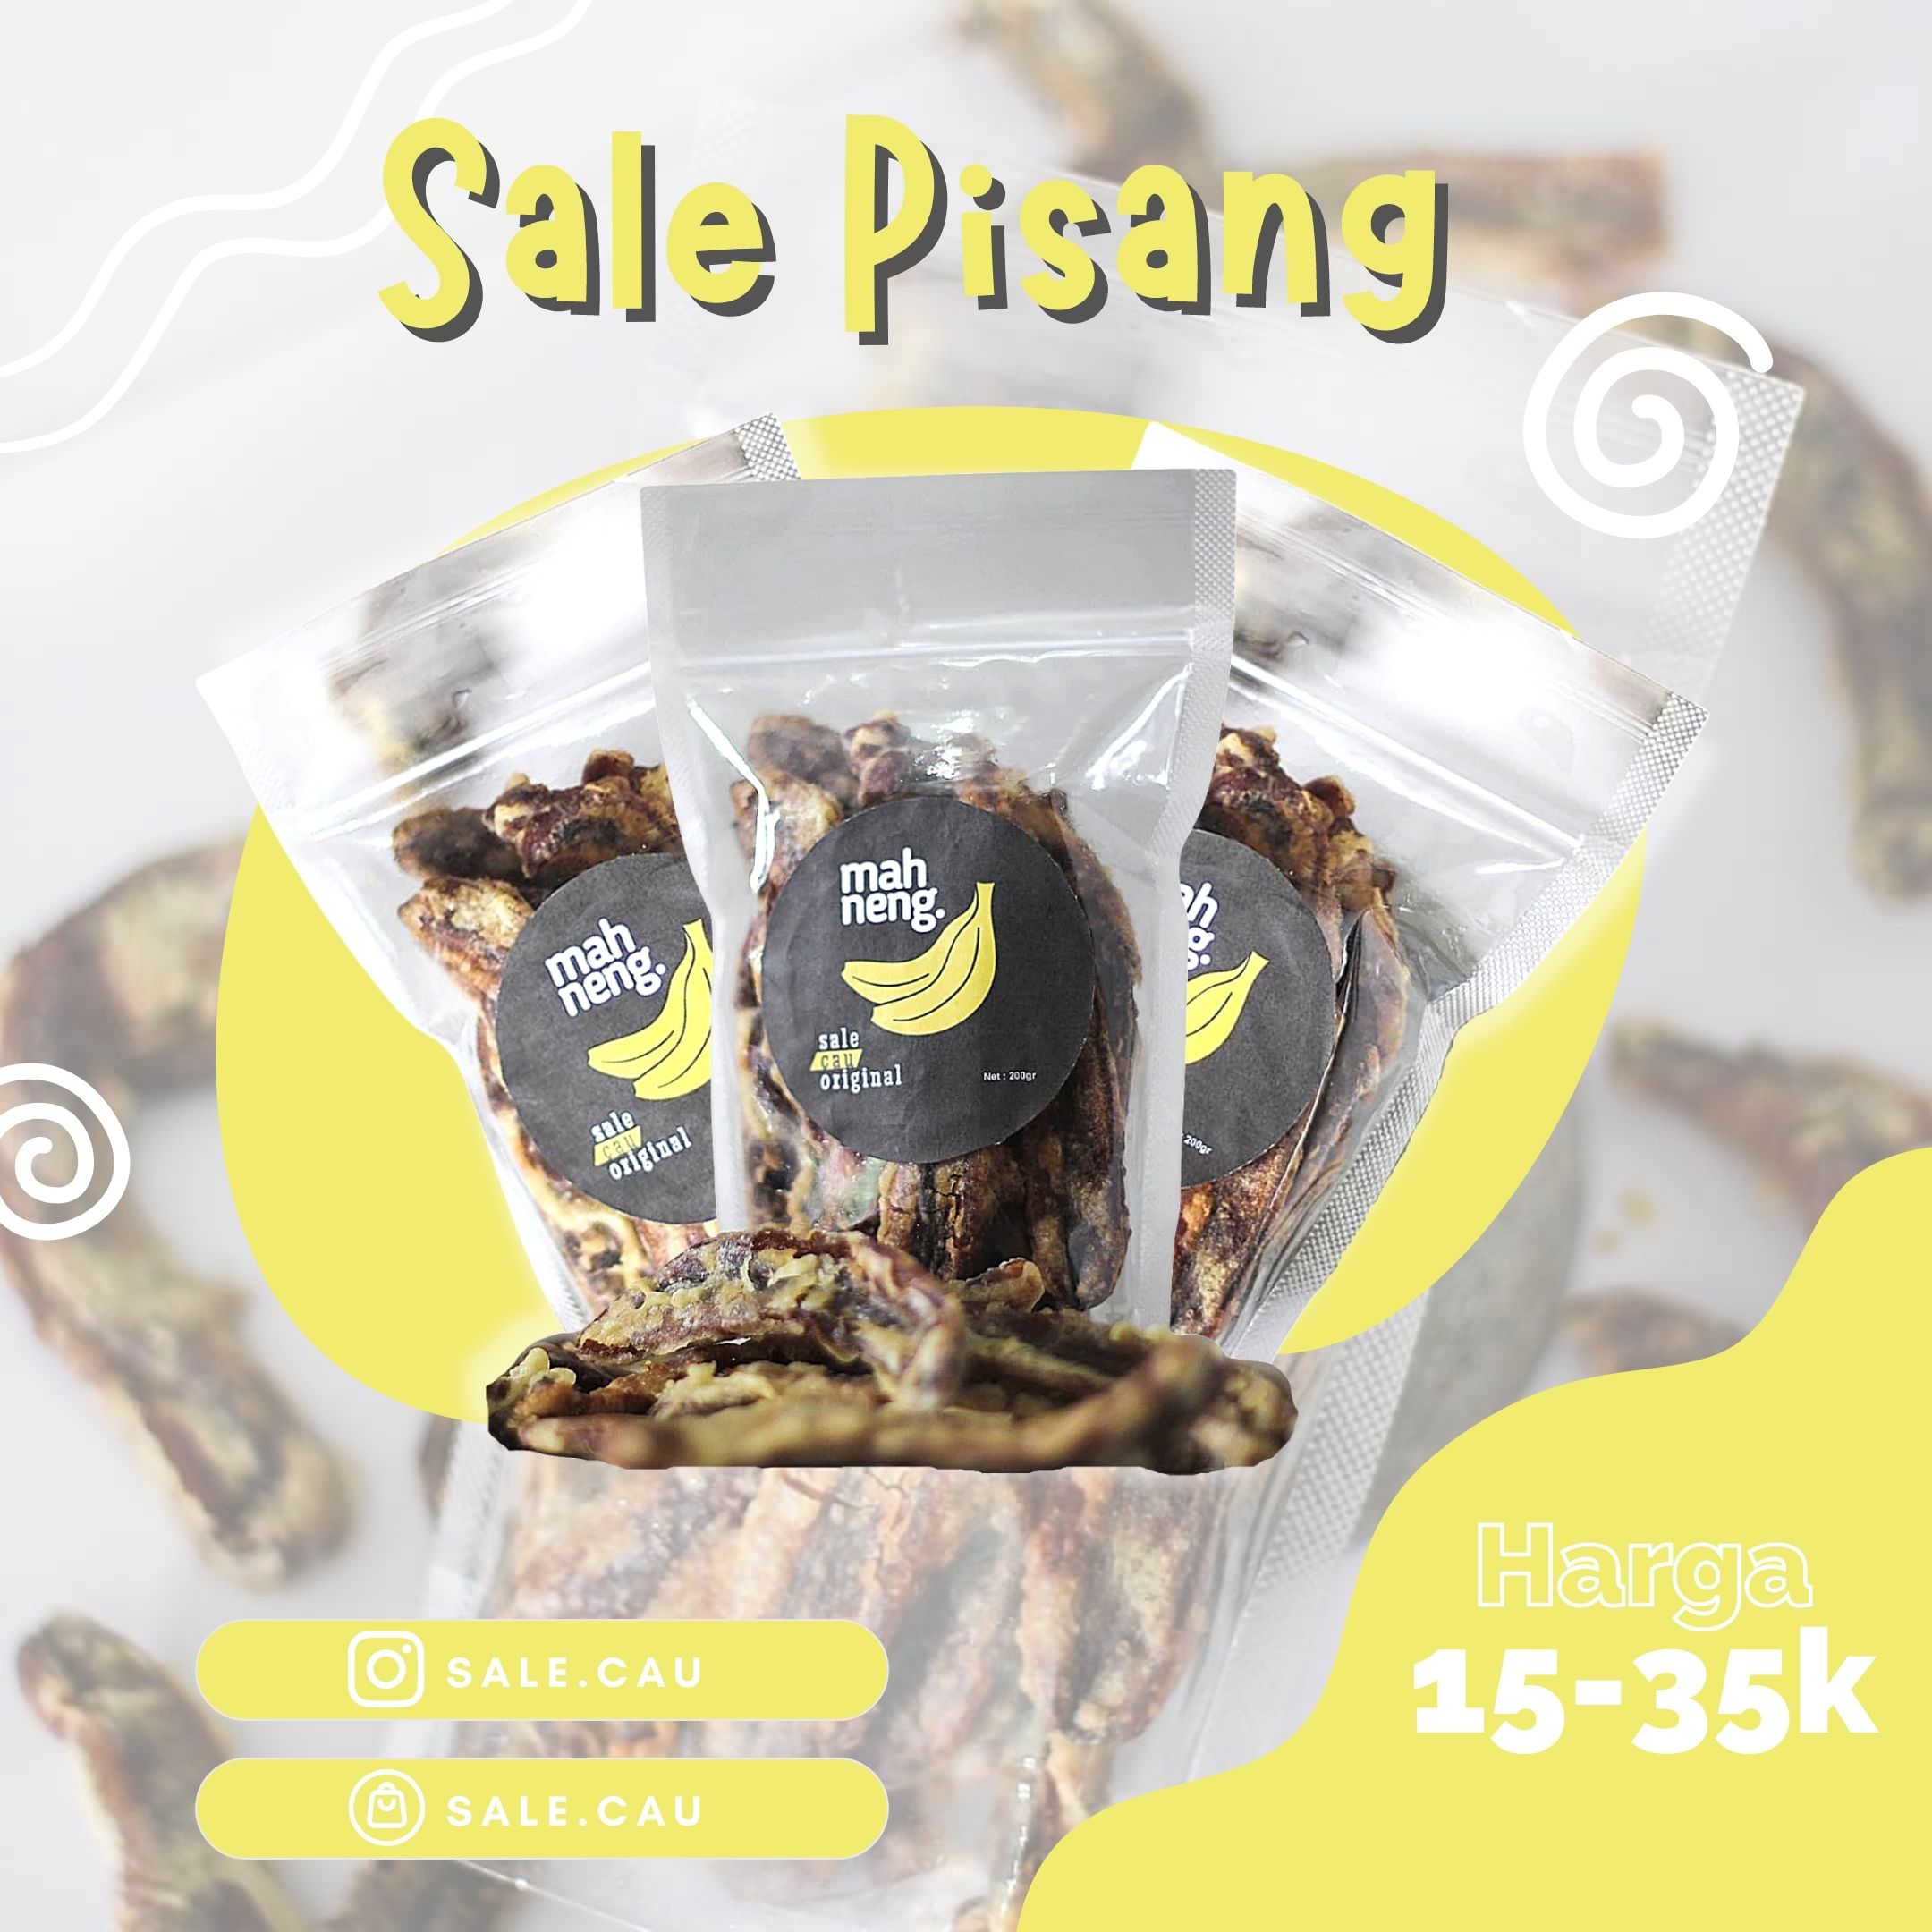 Sale Pisang
mah
neng.
sale
cau
original
mah
neng.
sale
cau
original
Net : 200gr
200gr
SALE.CAU
SALE.CAU
Harga
15-35k